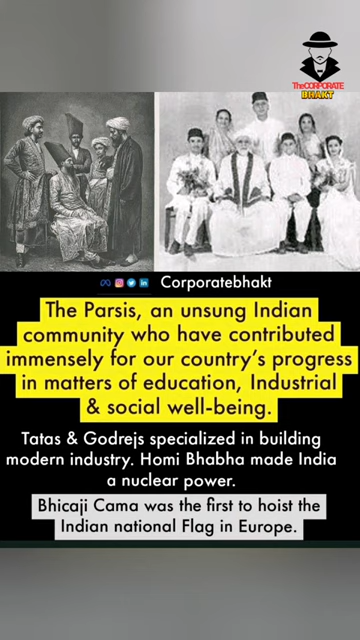 TheCORPORATE
BHAKT
Corporatebhakt
The Parsis, an unsung Indian
community who have contributed
immensely for our country's progress
in matters of education, Industrial
& social well-being.
Tatas & Godrejs specialized in building
modern industry. Homi Bhabha made India
a nuclear power.
Bhicaji Cama was the first to hoist the
Indian national Flag in Europe.